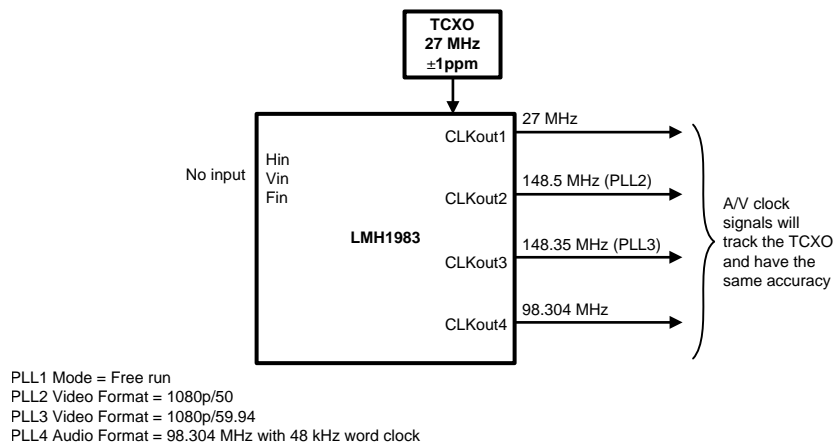 TCXO
27 MHz
±1ppm
No input
Hin
Vin
Fin
LMH1983
CLKout1
27 MHz
CLKout2
148.5 MHz (PLL2)
CLKout3
148.35 MHz (PLL3)
CLKout4
98.304 MHz
A/V clock
signals will
track the TCXO
and have the
same accuracy
PLL1 Mode = Free run
PLL2 Video Format = 1080p/50
PLL3 Video Format = 1080p/59.94
PLL4 Audio Format = 98.304 MHz with 48 kHz word clock